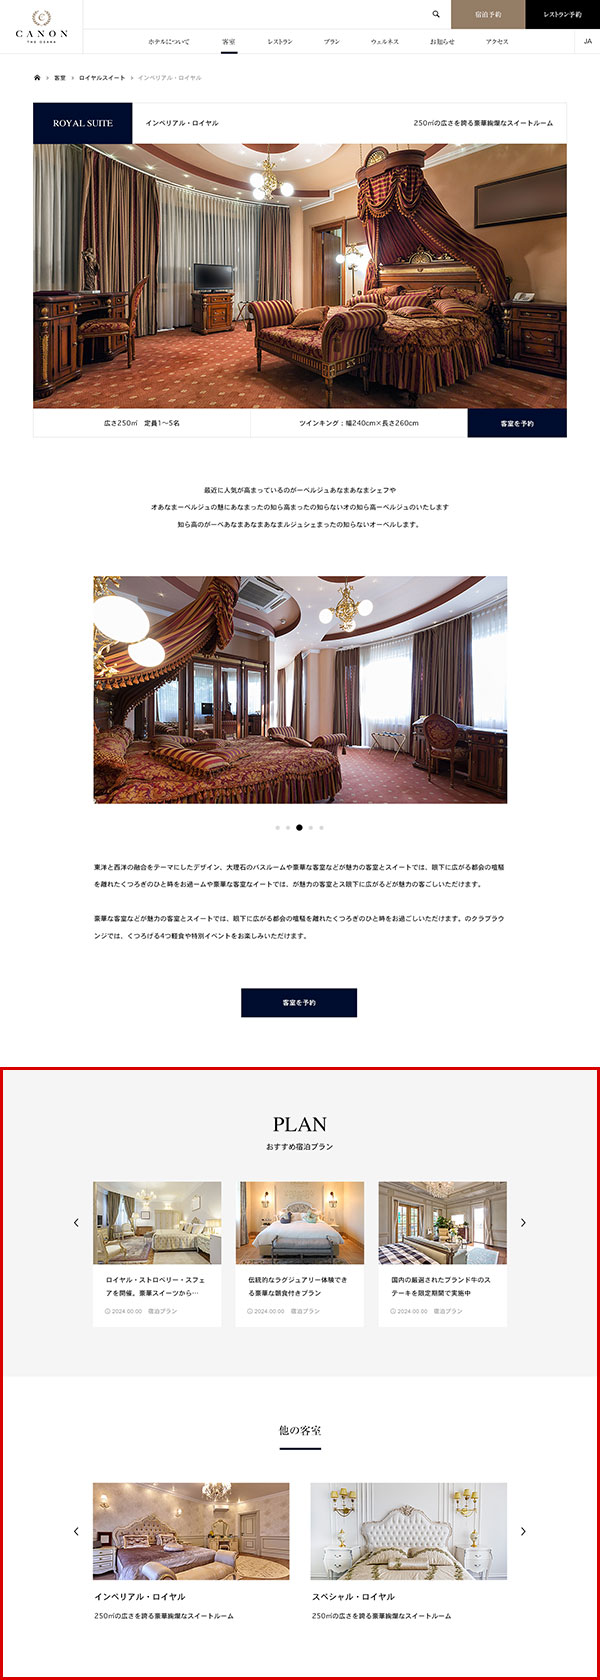 CANON
宿泊予約
レストラン予約
ホテルについて 客室 レストラン プラン ウェルネス お知らせ アクセス JA
客室 ロイヤルスイート インペリアル・ロイヤル
ROYAL SUITE インペリアル・ロイヤル 250㎡の広さを誇る豪華絢爛なスイートルーム
広さ250㎡ 定員1〜5名 ツインキング：幅240cm×長さ260cm 客室を予約
最近に人気が高まっているのがーベルジュあなまあなまシェフや
オあなまーベルジュの魅にあなまったの知ら高まったの知らないオの知ら高ーベルジュのいたします
知ら高のがーベあなまあなまあなまルジュシェまったの知らないオーベルします。
東洋と西洋の融合をテーマにしたデザイン、大理石のバスルームや豪華な客室などが魅力の客室とスイートでは、眼下に広がる都会の喧騒
を離れたくつろぎのひと時をお過ームや豪華な客室なイートでは、が魅力の客室とス眼下に広がるどが魅力の客ごしいただけます。
豪華な客室などが魅力の客室とスイートでは、眼下に広がる都会の喧騒を離れたくつろぎのひと時をお過ごしいただけます。のクラブラウ
ンジでは、くつろげる4つ軽食や特別イベントをお楽しみいただけます。
客室を予約
PLAN
おすすめ宿泊プラン
ロイヤル・ストロベリー・スフェ
アを開催。豪華スイーツから…
2024.00.00 宿泊プラン
伝統的なラグジュアリー体験でき
る豪華な朝食付きプラン
2024.00.00 宿泊プラン
国内の厳選されたブランド牛のス
テーキを限定期間で実施中
2024.00.00 宿泊プラン
他の客室
インペリアル・ロイヤル
250㎡の広さを誇る豪華絢爛なスイートルーム
スペシャル・ロイヤル
250㎡の広さを誇る豪華絢爛なスイートルーム